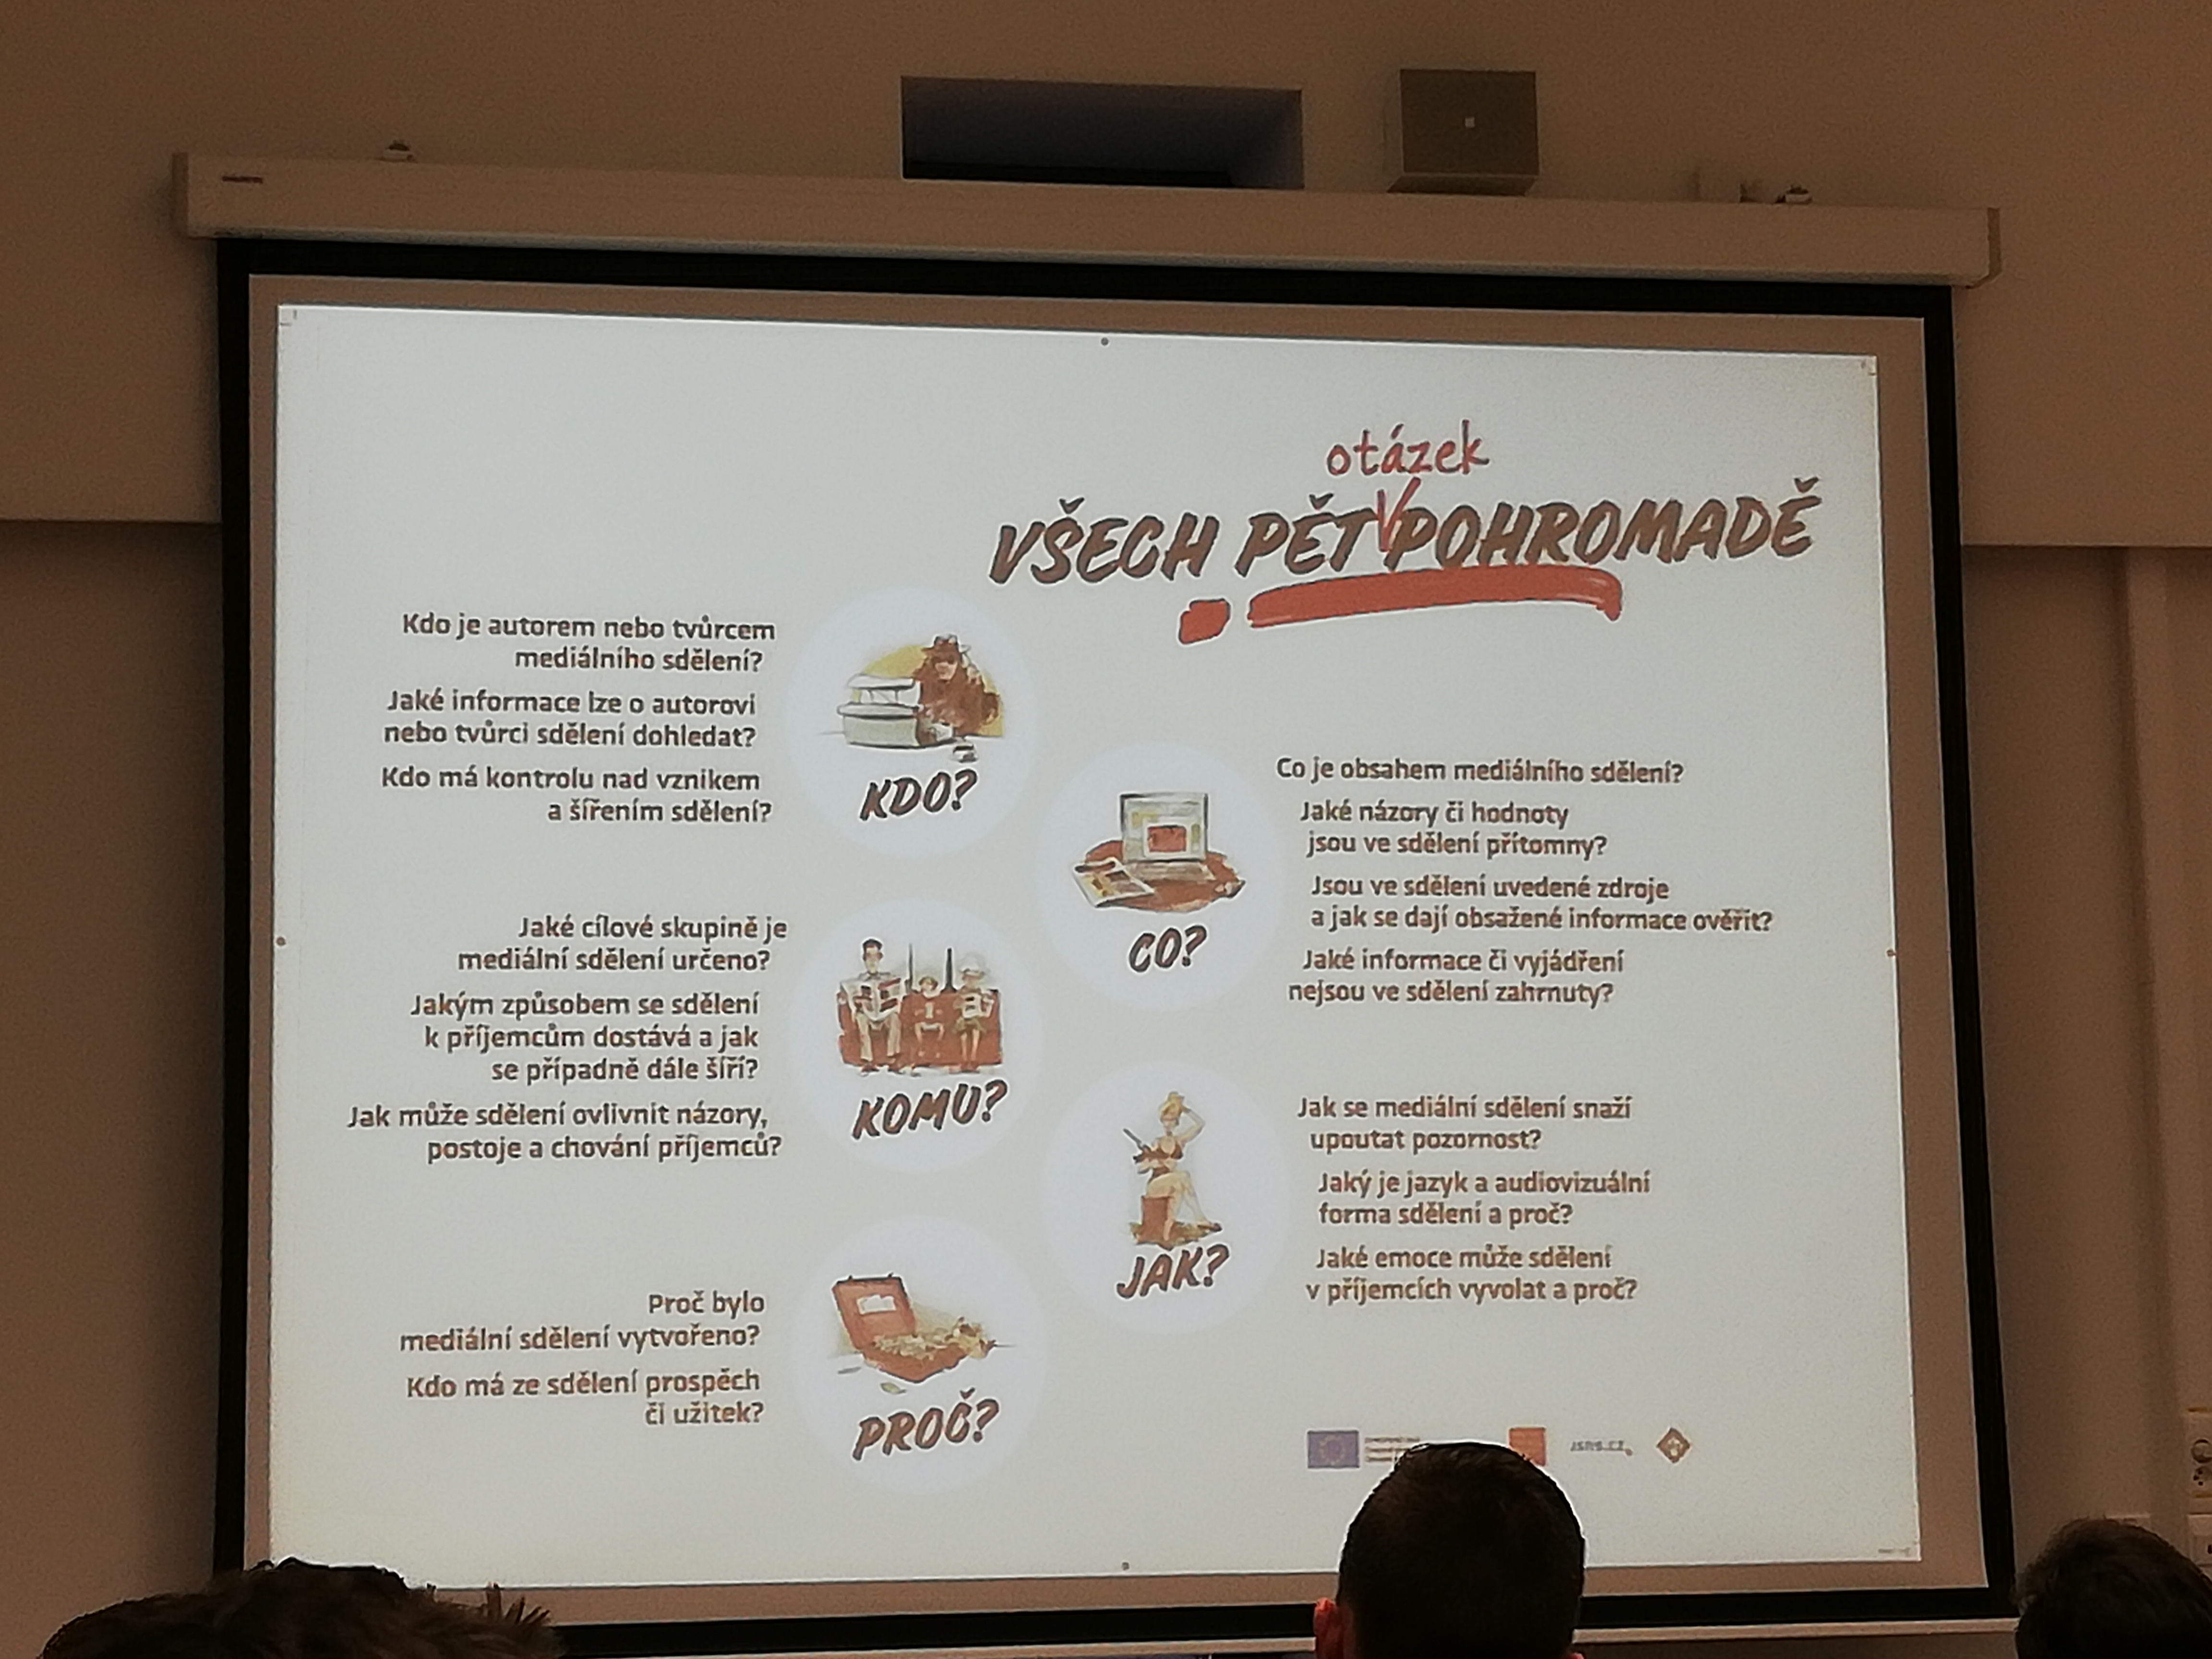 otázek
VŠECH PĚT POHROMADĚ
Kdo je autorem nebo tvůrcem
mediálního sdělení?
Jaké informace lze o autorovi
nebo tvůrci sdělení dohledat?
Kdo má kontrolu nad vznikem
a šířením sdělení?
KDO?
Co je obsahem mediálního sdělení?
Jaké názory či hodnoty
jsou ve sdělení přítomny?
Jsou ve sdělení uvedené zdroje
a jak se dají obsažené informace ověřit?
Jaké informace či vyjádření
nejsou ve sdělení zahrnuty?
CO?
Jaké cílové skupině je
mediální sdělení určeno?
Jakým způsobem se sdělení
k příjemcům dostává a jak
se případně dále šíří?
Jak může sdělení ovlivnit názory,
postoje a chování příjemců?
KOMU?
Jak se mediální sdělení snaží
upoutat pozornost?
Jaký je jazyk a audiovizuální
forma sdělení a proč?
Jaké emoce může sdělení
v příjemcích vyvolat a proč?
JAK?
Proč bylo
mediální sdělení vytvořeno?
Kdo má ze sdělení prospěch
či užitek?
PROČ?
JSNS.CZ